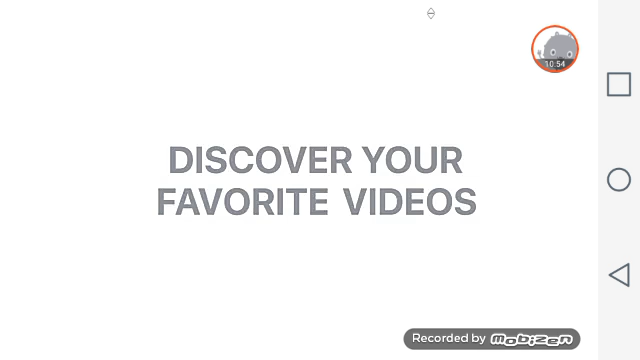 10:54
DISCOVER YOUR
FAVORITE VIDEOS
Recorded by mobizen